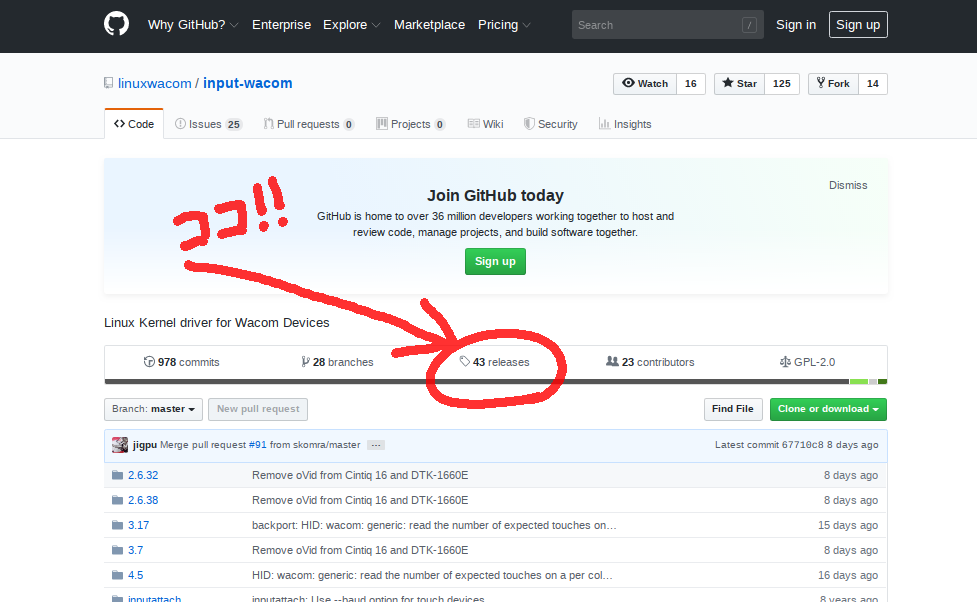 Why GitHub? Enterprise Explore Marketplace Pricing Search / Sign in Sign up
linuxwacom / input-wacom Watch 16 Star 125 Fork 14
Code Issues 25 Pull requests 0 Projects 0 Wiki Security Insights
Dismiss
Join GitHub today
ココ!!
GitHub is home to over 36 million developers working together to host and
review code, manage projects, and build software together.
Sign up
Linux Kernel driver for Wacom Devices
978 commits 28 branches 43 releases 23 contributors GPL-2.0
Branch: master New pull request Find File Clone or download
jigpu Merge pull request #91 from skomra/master ... Latest commit 67710c8 8 days ago
2.6.32 Remove oVid from Cintiq 16 and DTK-1660E 8 days ago
2.6.38 Remove oVid from Cintiq 16 and DTK-1660E 8 days ago
3.17 backport: HID: wacom: generic: read the number of expected touches on… 15 days ago
3.7 Remove oVid from Cintiq 16 and DTK-1660E 8 days ago
4.5 HID: wacom: generic: read the number of expected touches on a per col… 16 days ago
inputattach inputattach: Use --baud option for touch devices 8 years ago